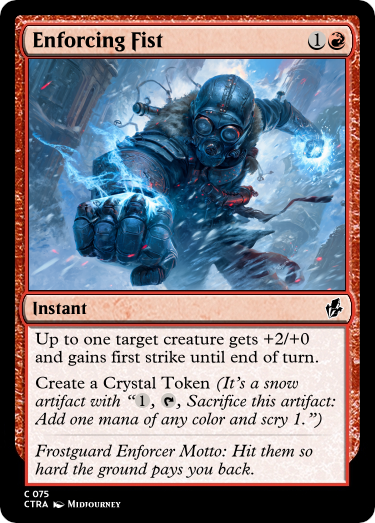 Enforcing Fist 1
Instant
Up to one target creature gets +2/+0
and gains first strike until end of turn.
Create a Crystal Token (It's a snow
artifact with “1, , Sacrifice this artifact:
Add one mana of any color and scry 1.”)
Frostguard Enforcer Motto: Hit them so
hard the ground pays you back.
C 075
CTRA Midjourney